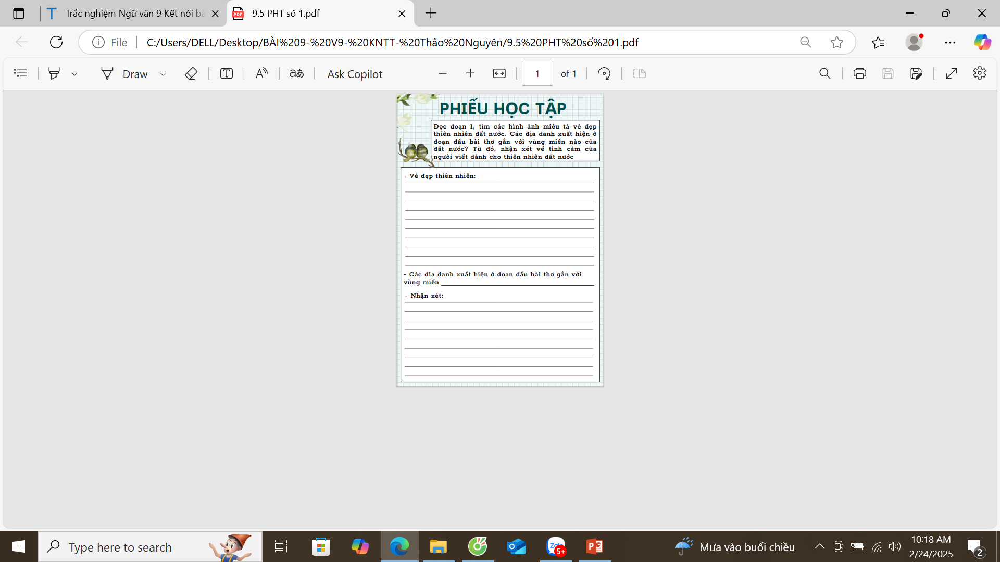 Trắc nghiệm Ngữ văn 9 Kết nối bà
9.5 PHT số 1.pdf
File
C:/Users/DELL/Desktop/BÀI%209-%20V9-%20KNTT-%20Thảo%20Nguyên/9.5%20PHT%20số%201.pdf
Draw
aあ
Ask Copilot
1
of 1
PHIẾU HỌC TẬP
Đọc đoạn 1, tìm các hình ảnh miêu tả vẻ đẹp
thiên nhiên đất nước. Các địa danh xuất hiện ở
đoạn đầu bài thơ gắn với vùng miền nào của
đất nước? Từ đó, nhận xét về tình cảm của
người viết dành cho thiên nhiên đất nước
- Vẻ đẹp thiên nhiên:
- Các địa danh xuất hiện ở đoạn đầu bài thơ gắn với
vùng miền
- Nhận xét:
Type here to search
Zalo
5+
Mưa vào buổi chiều
10:18 AM
2/24/2025
2